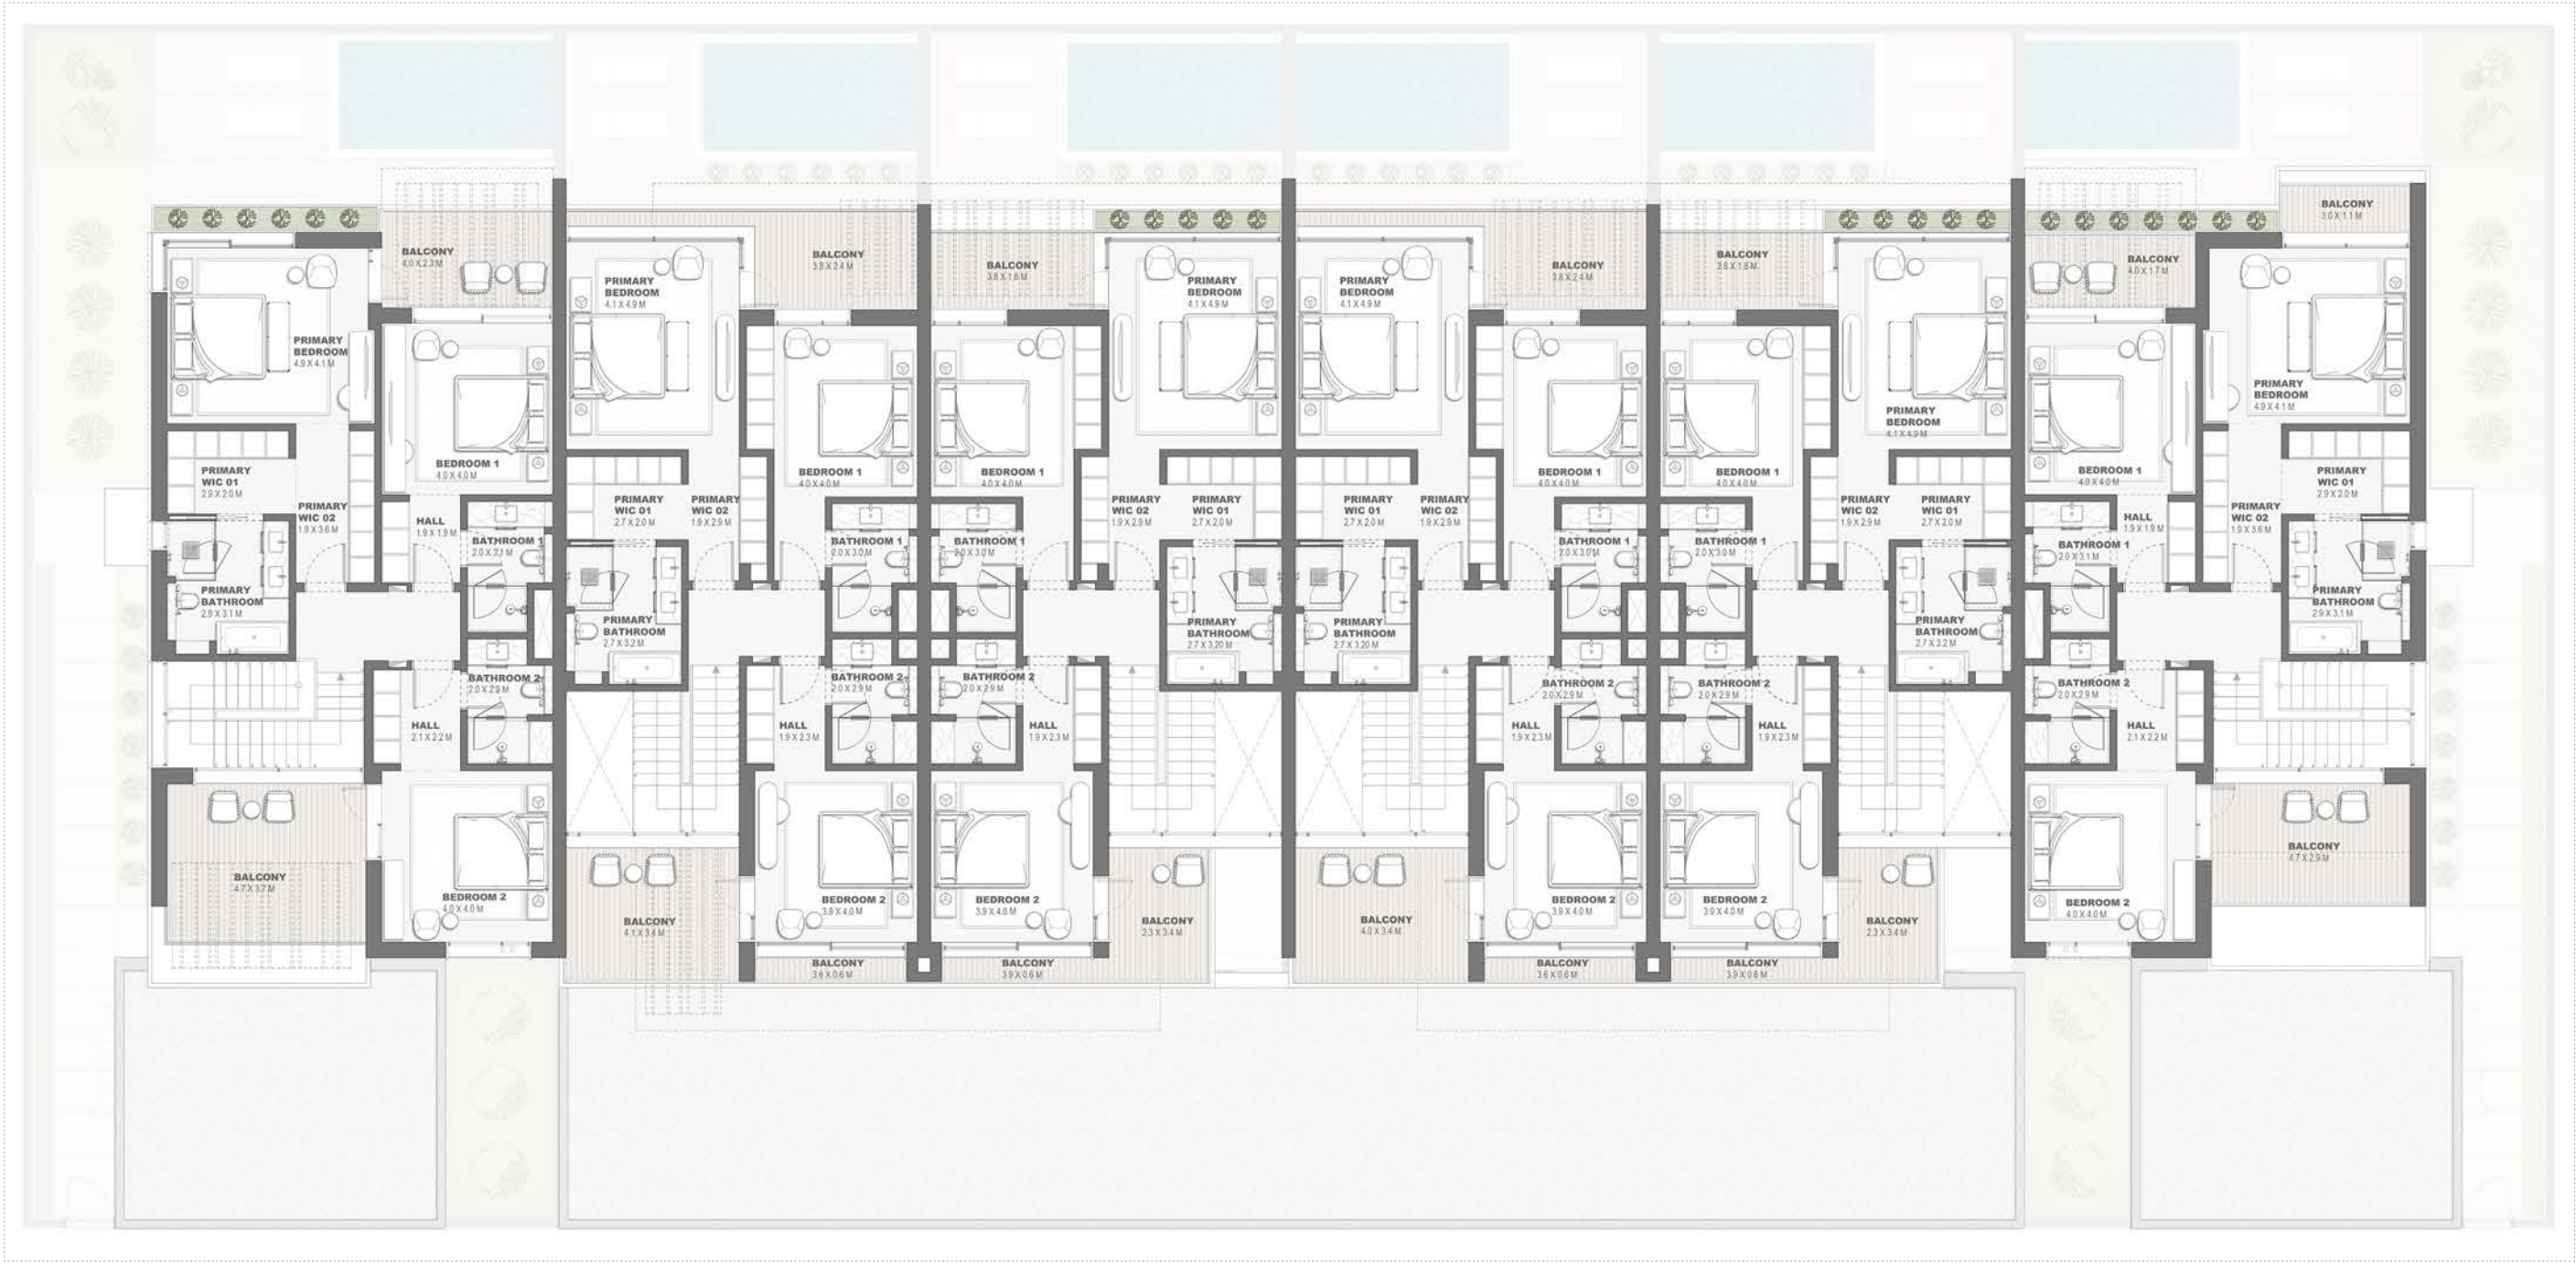 PRIMARY
BEDROOM
4.9 X 4.1 M
BALCONY
4.0 X 2.3 M
BEDROOM 1
4.0 X 4.0 M
PRIMARY
WIC 01
2.9 X 2.0 M
PRIMARY
WIC 02
1.9 X 3.6 M
HALL
1.9 X 1.9 M
BATHROOM 1
2.0 X 3.1 M
PRIMARY
BATHROOM
2.9 X 3.1 M
BATHROOM 2
2.0 X 2.9 M
HALL
2.1 X 2.2 M
BALCONY
4.7 X 3.7 M
BEDROOM 2
4.0 X 4.0 M
PRIMARY
BEDROOM
4.1 X 4.9 M
BALCONY
3.8 X 2.4 M
BEDROOM 1
4.0 X 4.0 M
PRIMARY
WIC 01
2.7 X 2.0 M
PRIMARY
WIC 02
1.9 X 2.9 M
BATHROOM 1
2.0 X 3.0 M
PRIMARY
BATHROOM
2.7 X 3.2 M
BATHROOM 2
2.0 X 2.9 M
HALL
1.9 X 2.3 M
BALCONY
4.1 X 3.4 M
BEDROOM 2
3.9 X 4.0 M
BALCONY
3.6 X 0.6 M
BALCONY
3.6 X 1.6 M
PRIMARY
BEDROOM
4.1 X 4.9 M
BEDROOM 1
4.0 X 4.0 M
PRIMARY
WIC 02
1.9 X 2.9 M
PRIMARY
WIC 01
2.7 X 2.0 M
BATHROOM 1
2.0 X 3.0 M
PRIMARY
BATHROOM
2.7 X 3.20 M
BATHROOM 2
2.0 X 2.9 M
HALL
1.9 X 2.3 M
BEDROOM 2
3.9 X 4.0 M
BALCONY
2.3 X 3.4 M
BALCONY
3.9 X 0.6 M
PRIMARY
BEDROOM
4.1 X 4.9 M
BALCONY
3.8 X 2.4 M
BEDROOM 1
4.0 X 4.0 M
PRIMARY
WIC 01
2.7 X 2.0 M
PRIMARY
WIC 02
1.9 X 2.9 M
BATHROOM 1
2.0 X 3.0 M
PRIMARY
BATHROOM
2.7 X 3.20 M
BATHROOM 2
2.0 X 2.9 M
HALL
1.9 X 2.3 M
BALCONY
4.0 X 3.4 M
BEDROOM 2
3.9 X 4.0 M
BALCONY
3.6 X 0.6 M
BALCONY
3.8 X 1.8 M
PRIMARY
BEDROOM
4.1 X 4.9 M
BEDROOM 1
4.0 X 4.0 M
PRIMARY
WIC 02
1.9 X 2.9 M
PRIMARY
WIC 01
2.7 X 2.0 M
BATHROOM 1
2.0 X 3.0 M
PRIMARY
BATHROOM
2.7 X 3.2 M
BATHROOM 2
2.0 X 2.9 M
HALL
1.9 X 2.3 M
BEDROOM 2
3.9 X 4.0 M
BALCONY
2.3 X 3.4 M
BALCONY
3.9 X 0.6 M
BALCONY
3.0 X 1.1 M
BALCONY
4.0 X 1.7 M
PRIMARY
BEDROOM
4.9 X 4.1 M
BEDROOM 1
4.0 X 4.0 M
PRIMARY
WIC 01
2.9 X 2.0 M
PRIMARY
WIC 02
1.9 X 3.6 M
HALL
1.9 X 1.9 M
BATHROOM 1
2.0 X 3.1 M
PRIMARY
BATHROOM
2.9 X 3.1 M
BATHROOM 2
2.0 X 2.9 M
HALL
2.1 X 2.2 M
BALCONY
4.7 X 2.9 M
BEDROOM 2
4.0 X 4.0 M